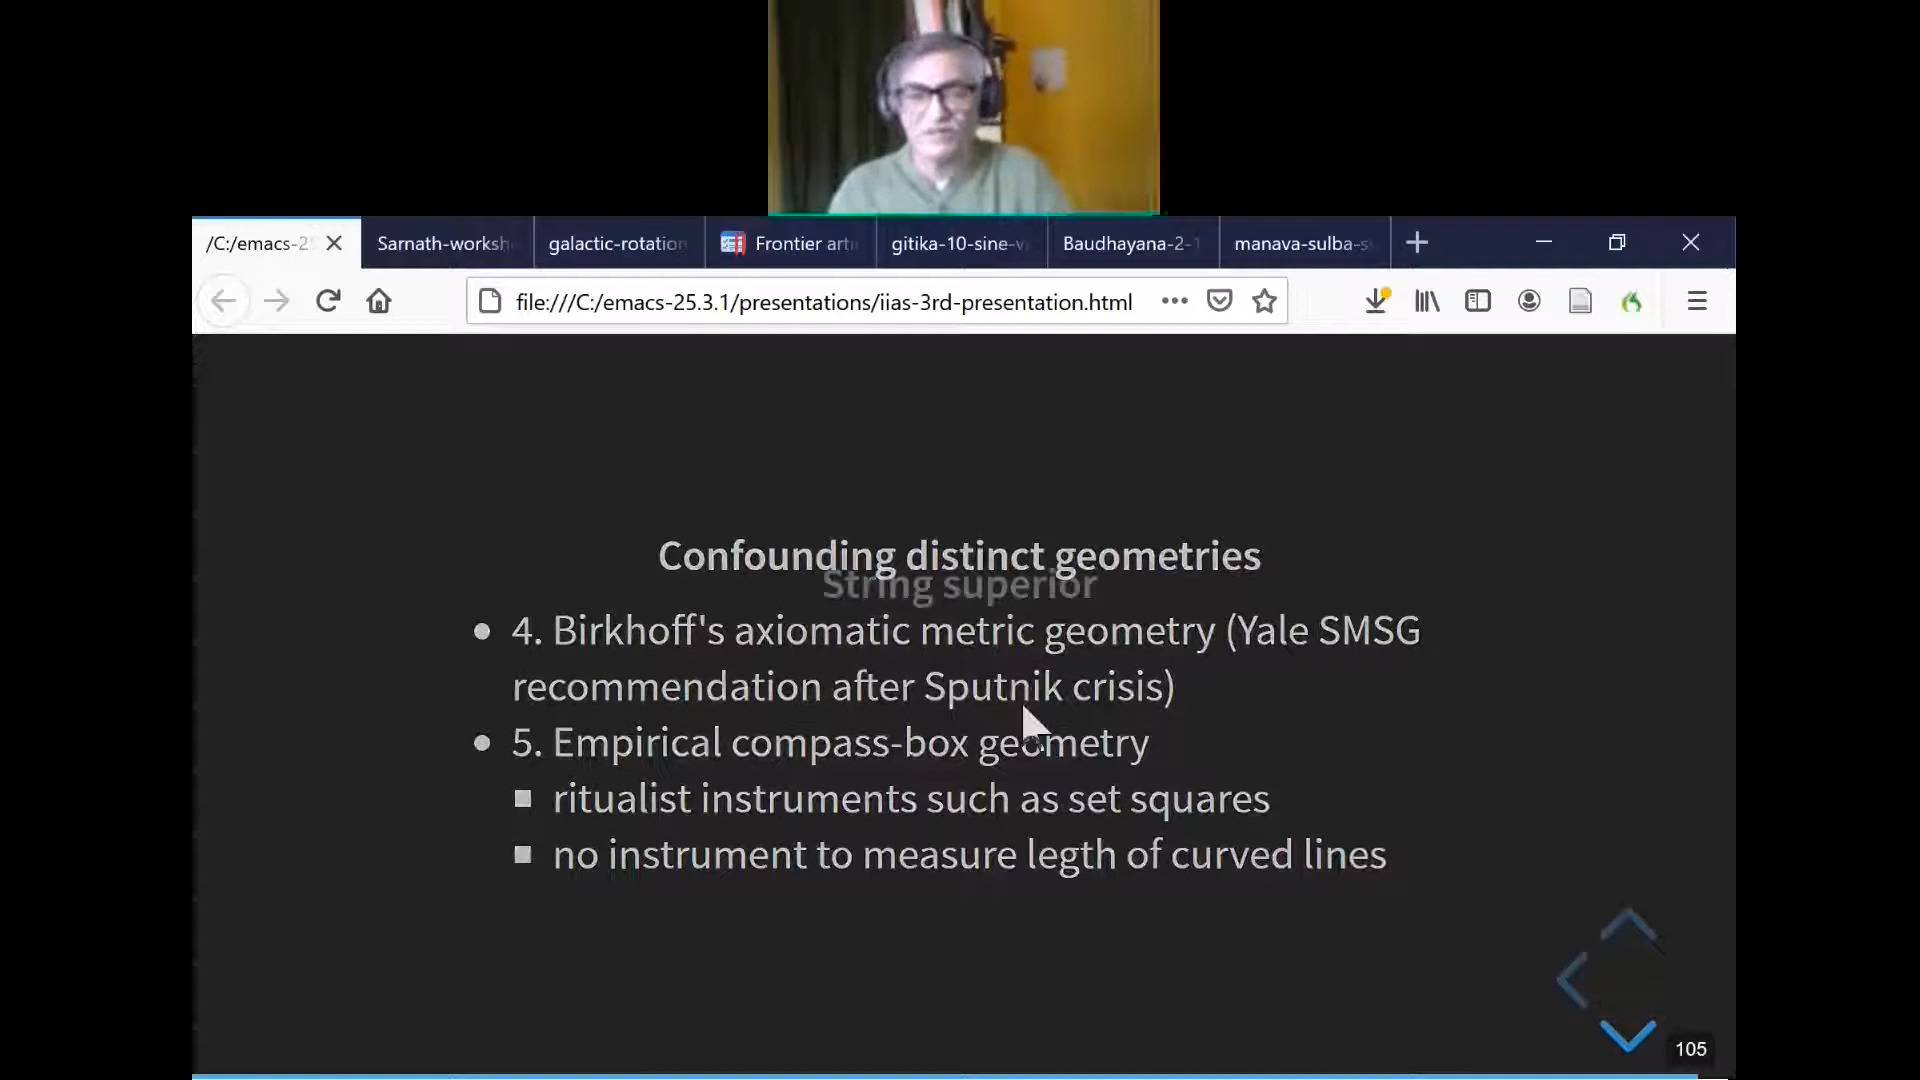 /C:/emacs-25
Sarnath-worksh
galactic-rotation
Frontier arti
gitika-10-sine-v
Baudhayana-2-1
manava-sulba-s
file:///C:/emacs-25.3.1/presentations/iias-3rd-presentation.html
Confounding distinct geometries
String superior
4. Birkhoff's axiomatic metric geometry (Yale SMSG
recommendation after Sputnik crisis)
5. Empirical compass-box geometry
ritualist instruments such as set squares
no instrument to measure legth of curved lines
105